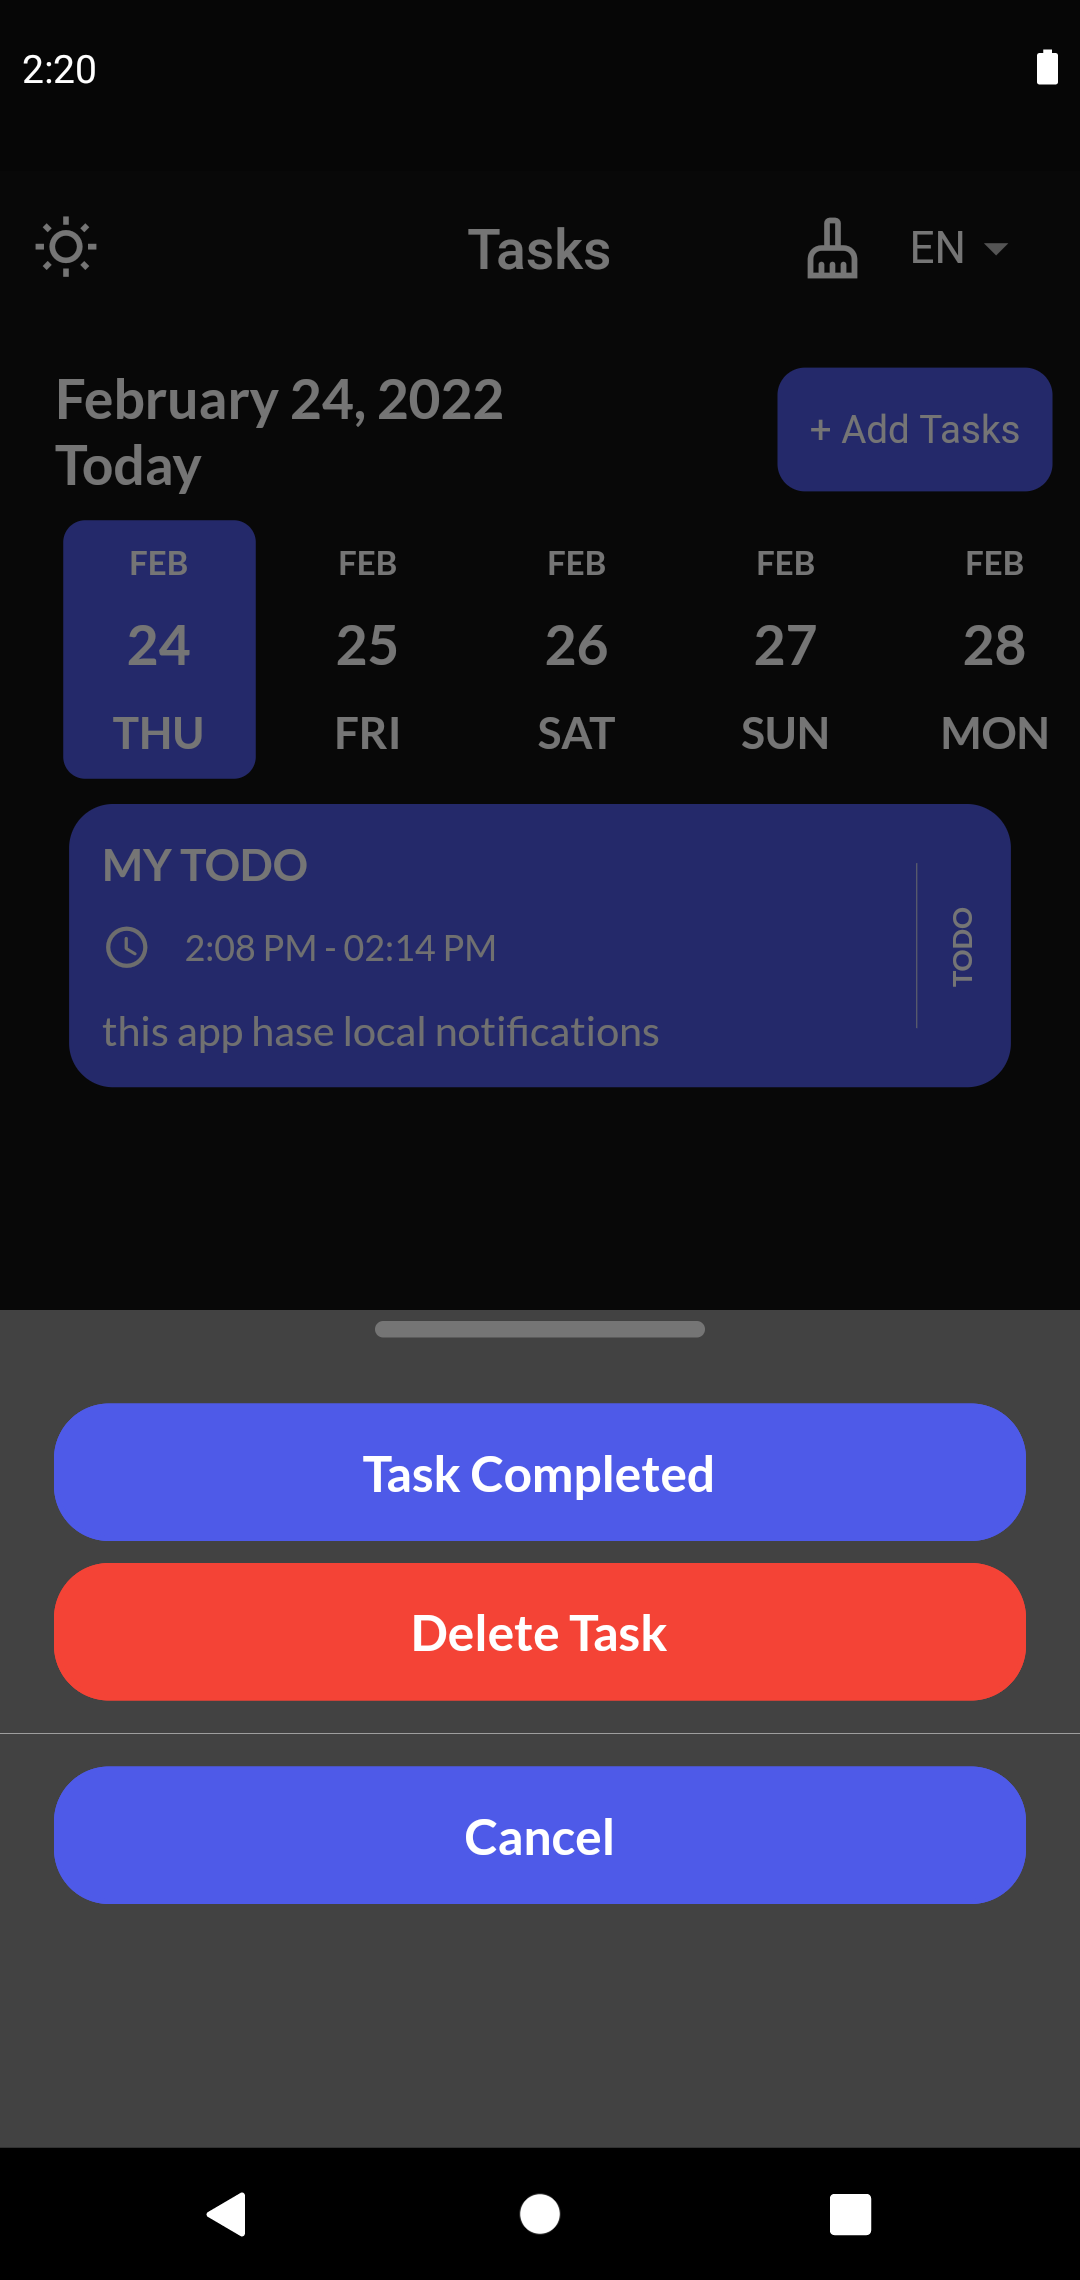 2:20
Tasks
EN
February 24, 2022
Today
+ Add Tasks
FEB FEB FEB FEB FEB
24 25 26 27 28
THU FRI SAT SUN MON
MY TODO
2:08 PM - 02:14 PM
this app hase local notifications
TODO
Task Completed
Delete Task
Cancel